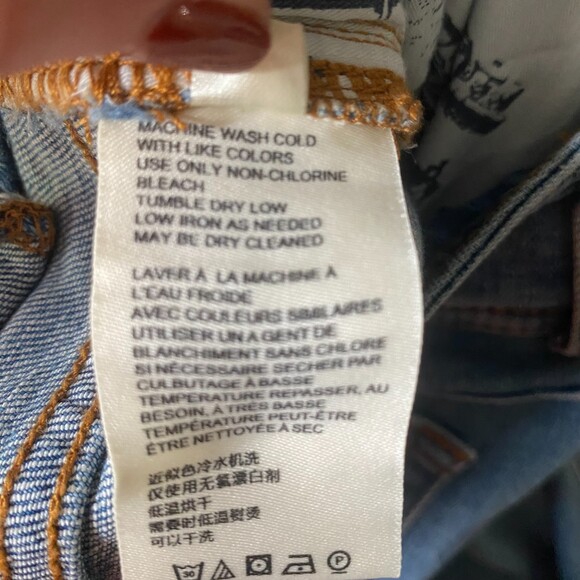 MACHINE WASH COLD
WITH LIKE COLORS
USE ONLY NON-CHLORINE
BLEACH
TUMBLE DRY LOW
LOW IRON AS NEEDED
MAY BE DRY CLEANED
LAVER À LA MACHINE À
L'EAU FROIDE
AVEC COULEURS SIMILAIRES
UTILISER UN A GENT DE
BLANCHIMENT SANS CHLORE
SI NÉCESSAIRE SECHER PAR
CULBUTAGE À BASSE
TEMPERATURE REPASSER, AU
BESOIN, À TRÈS BASSE
TEMPÉRATURE PEUT-ÊTRE
ÊTRE NETTOYÉE À SEC
近似色冷水机洗
仅使用无氯漂白剂
低温烘干
需要时低温熨烫
可以干洗
30
P